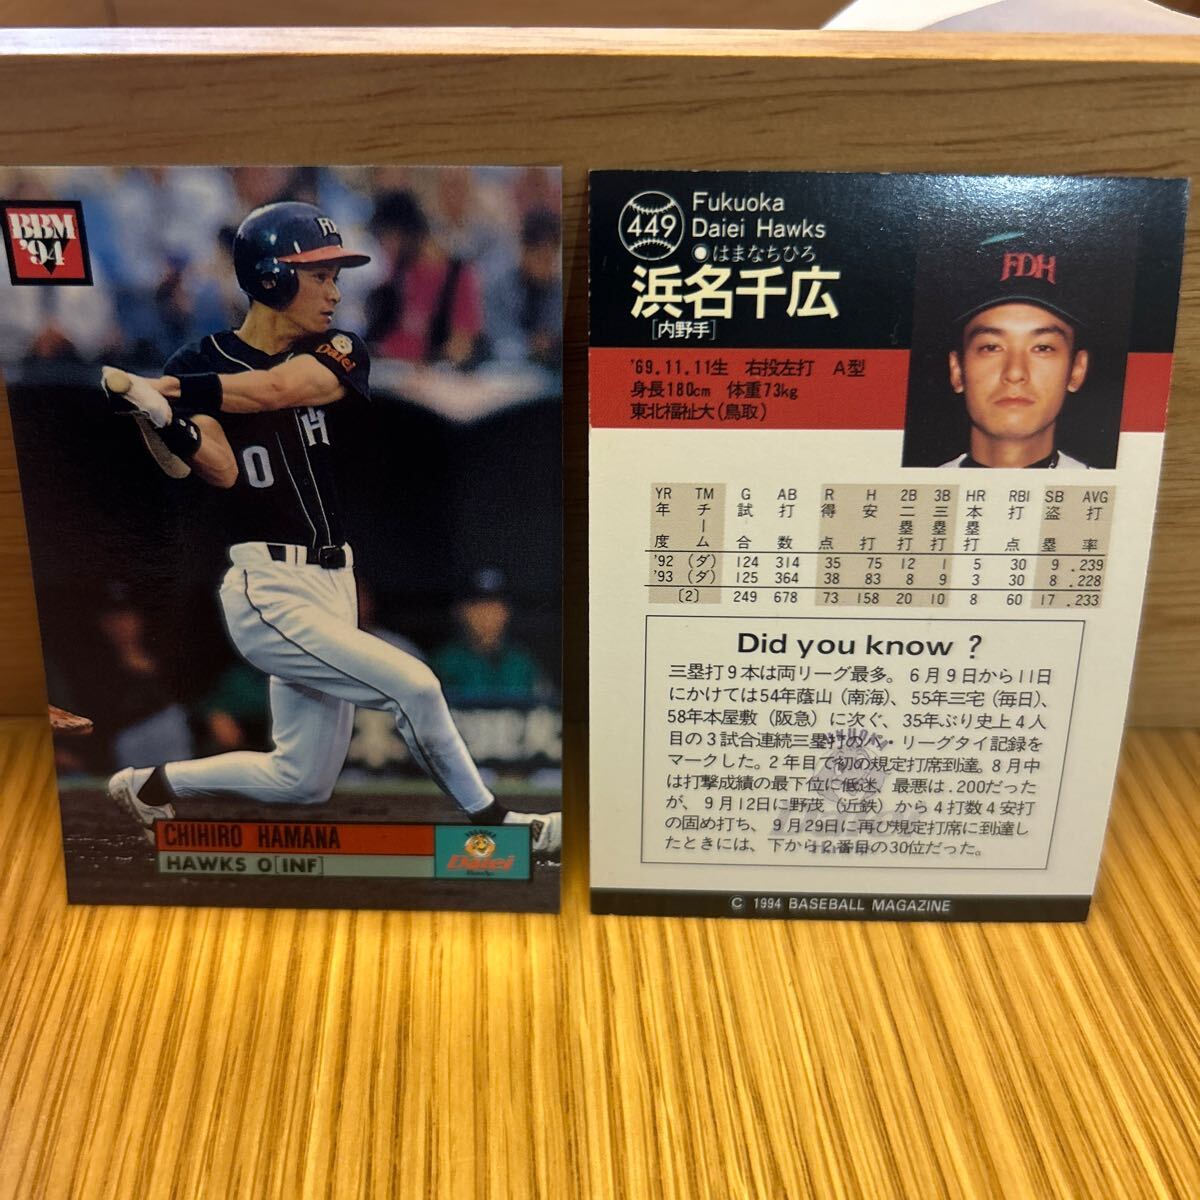 BBM
'94
FDH
Daiei
0
H
CHIHIRO HAMANA
HAWKS 0[INF]
Daiei
Hawks
449
Fukuoka
Daiei Hawks
●はまなちひろ
浜名千広
[内野手]
FDH
'69.11.11生 右投左打 A型
身長180cm 体重73kg
東北福祉大(鳥取)
YR TM G AB R H 2B 3B HR RBI SB AVG
年度 チーム 試合 打数 得点 安打 二塁打 三塁打 本塁打 打点 盗塁 打率
'92 (ダ) 124 314 35 75 12 1 5 30 9 .239
'93 (ダ) 125 364 38 83 8 9 3 30 8 .228
[2] 249 678 73 158 20 10 8 60 17 .233
Did you know ?
三塁打9本は両リーグ最多。6月9日から11日
にかけては54年蔭山(南海)、55年三宅(毎日)、
58年本屋敷(阪急)に次ぐ、35年ぶり史上4人
目の3試合連続三塁打のパ・リーグタイ記録を
マークした。2年目で初の規定打席到達。8月中
は打撃成績の最下位に低迷、最悪は.200だった
が、9月12日に野茂(近鉄)から4打数4安打
の固め打ち、9月29日に再び規定打席に到達し
たときには、下から2番目の30位だった。
© 1994 BASEBALL MAGAZINE